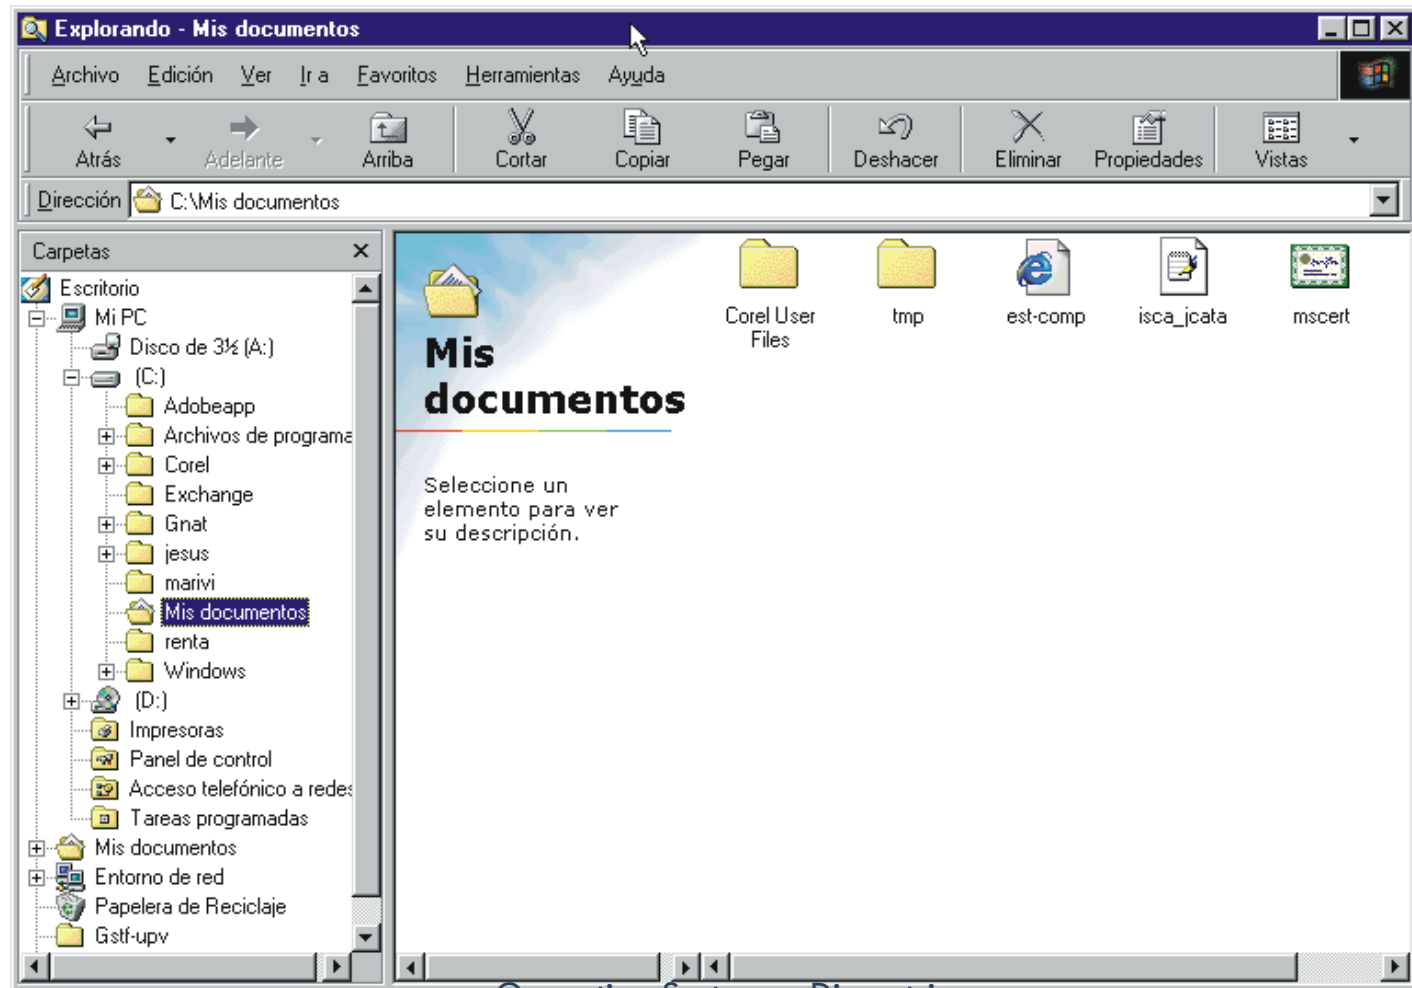 Explorando - Mis documentos
Archivo Edición Ver Ir a Favoritos Herramientas Ayuda
Atrás Adelante Arriba Cortar Copiar Pegar Deshacer Eliminar Propiedades Vistas
Dirección C:\Mis documentos
Carpetas
Escritorio
Mi PC
Disco de 3½ (A:)
(C:)
Adobeapp
Archivos de programa
Corel
Exchange
Gnat
jesus
marivi
Mis documentos
renta
Windows
(D:)
Impresoras
Panel de control
Acceso telefónico a redes
Tareas programadas
Mis documentos
Entorno de red
Papelera de Reciclaje
Gstf-upv
Mis
documentos
Seleccione un
elemento para ver
su descripción.
Corel User
Files
tmp
est-comp
isca_jcata
mscert